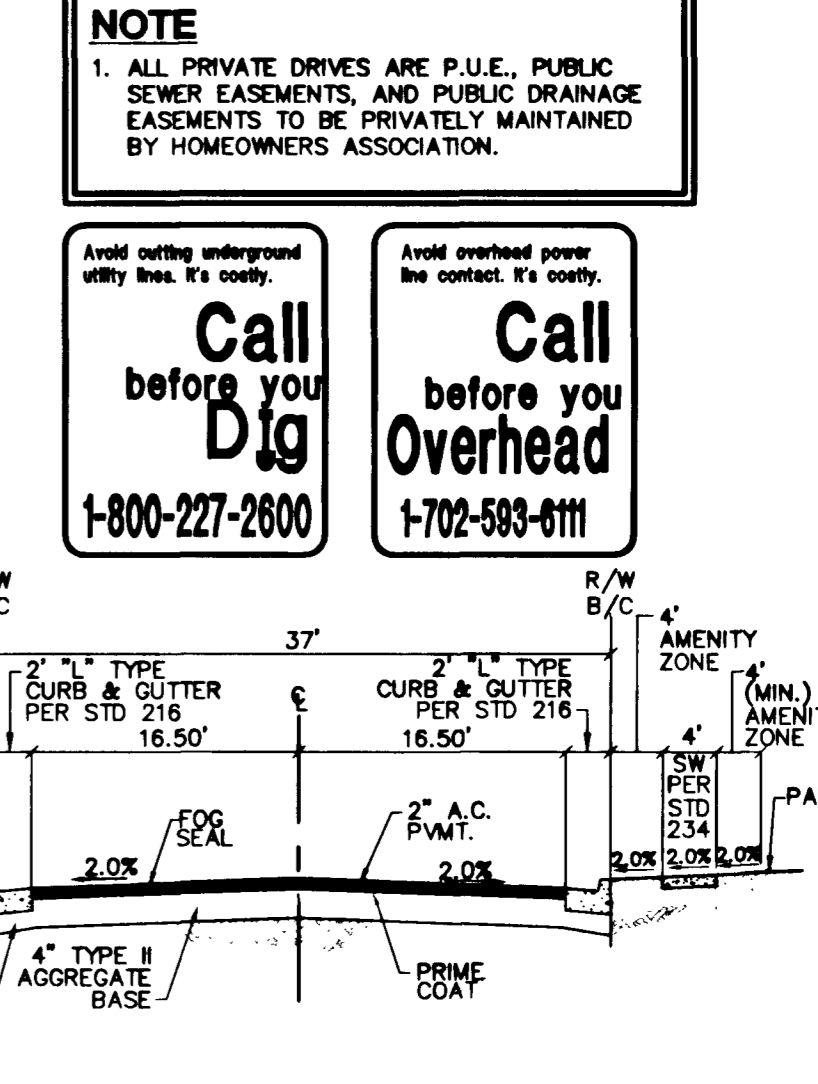 NOTE
1. ALL PRIVATE DRIVES ARE P.U.E., PUBLIC
SEWER EASEMENTS, AND PUBLIC DRAINAGE
EASEMENTS TO BE PRIVATELY MAINTAINED
BY HOMEOWNERS ASSOCIATION.
Avoid cutting underground
utility lines. It's costly.
Call
before you
Dig
1-800-227-2600
Avoid overhead power
line contact. It's costly.
Call
before you
Overhead
1-702-593-6111
W
C
R/W
B/C
37'
2' "L" TYPE
CURB & GUTTER
PER STD 216
16.50'
℄
2' "L" TYPE
CURB & GUTTER
PER STD 216
16.50'
4'
AMENITY
ZONE
4'
(MIN.)
AMENIT
ZONE
4'
SW
PER
STD
234
PA
FOG
SEAL
2" A.C.
PVMT.
2.0%
2.0%
2.0%
2.0%
2.0%
4" TYPE II
AGGREGATE
BASE
PRIME
COAT